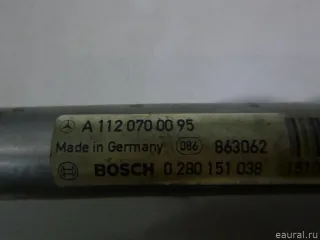 A 112 070 00 95
Made in Germany 086 863062
BOSCH 0 280 151 038
eaural.ru